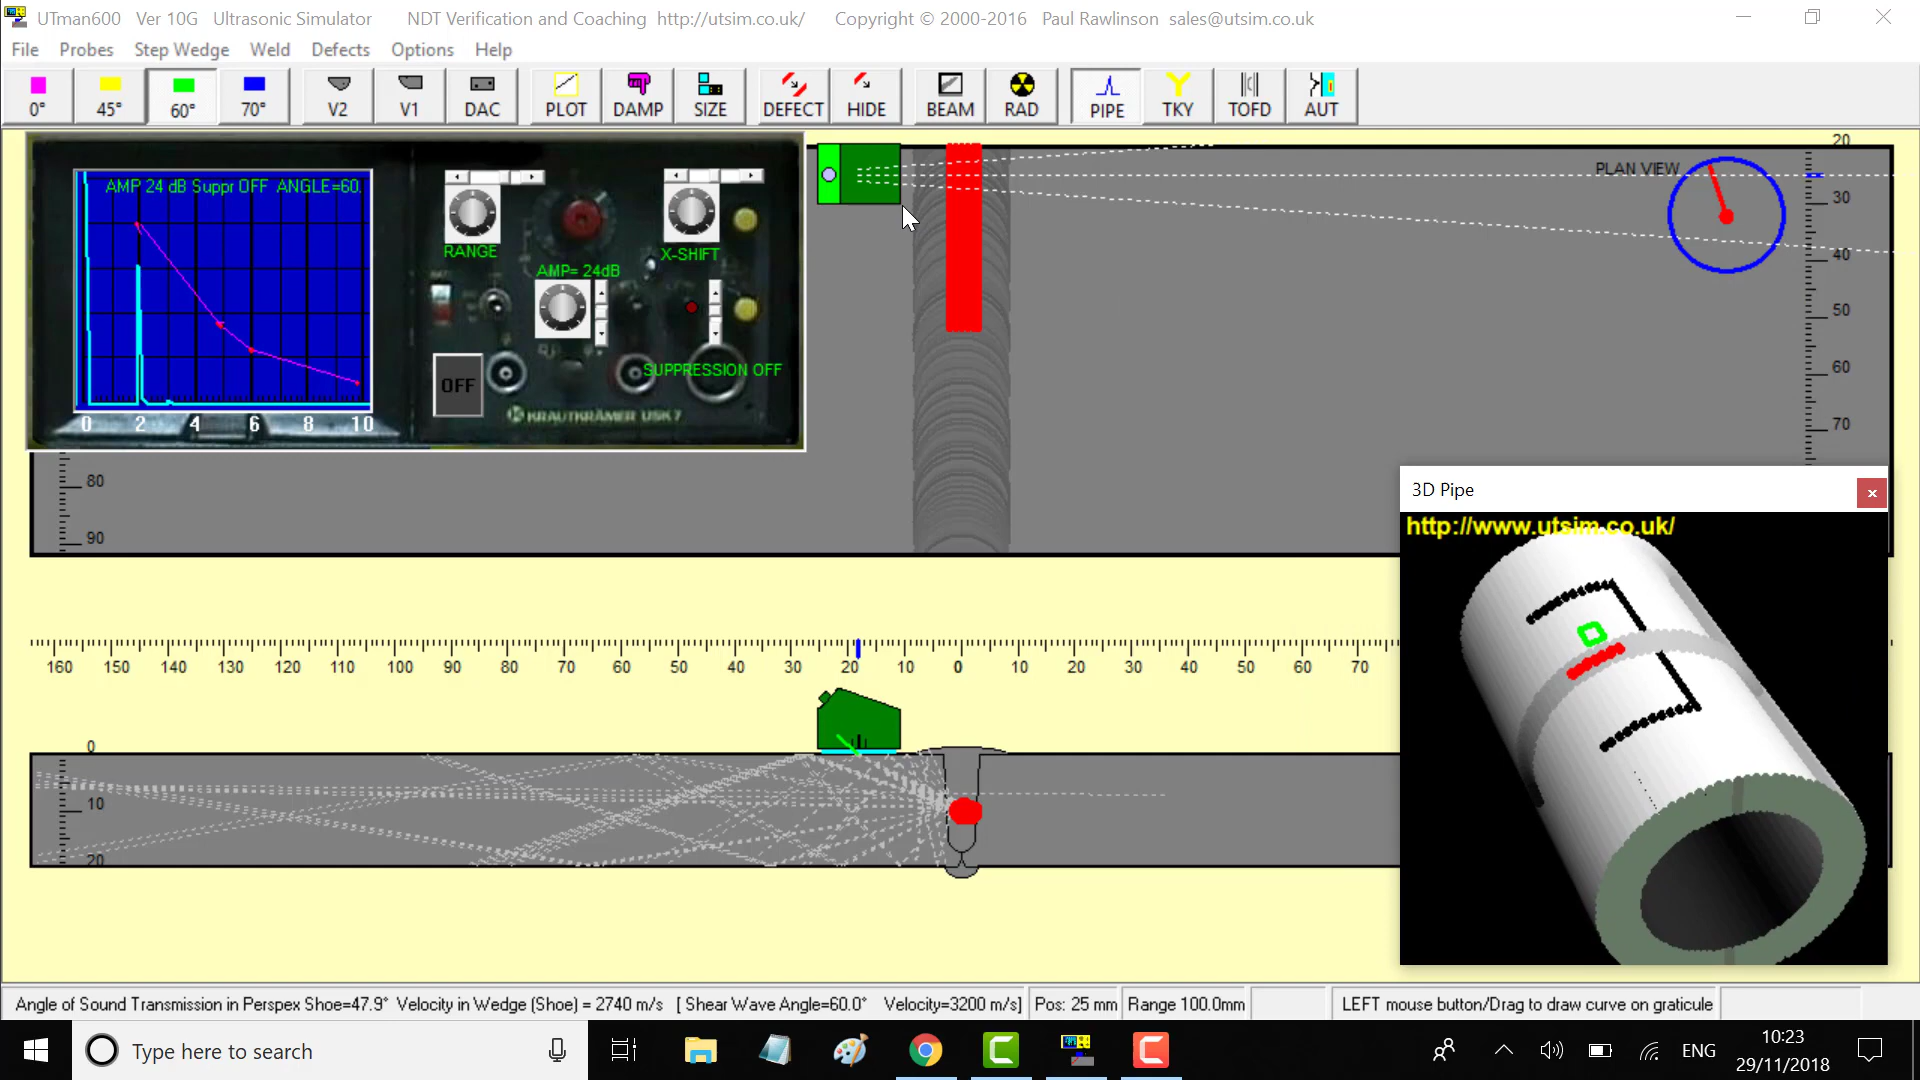 UTman600 Ver 10G Ultrasonic Simulator NDT Verification and Coaching http://utsim.co.uk/ Copyright © 2000-2016 Paul Rawlinson sales@utsim.co.uk
File Probes Step Wedge Weld Defects Options Help
0° 45° 60° 70° V2 V1 DAC PLOT DAMP SIZE DEFECT HIDE BEAM RAD PIPE TKY TOFD AUT
AMP 24 dB Suppr OFF ANGLE=60.
RANGE
X-SHIFT
AMP= 24dB
SUPPRESSION OFF
OFF
KRAUTKRÄMER USK7
0 2 4 6 8 10
80
90
PLAN VIEW
20
30
40
50
60
70
3D Pipe
http://www.utsim.co.uk/
160 150 140 130 120 110 100 90 80 70 60 50 40 30 20 10 0 10 20 30 40 50 60 70
0
10
20
Angle of Sound Transmission in Perspex Shoe=47.9° Velocity in Wedge (Shoe) = 2740 m/s [ Shear Wave Angle=60.0° Velocity=3200 m/s] Pos: 25 mm Range 100.0mm LEFT mouse button/Drag to draw curve on graticule
Type here to search
ENG
10:23
29/11/2018